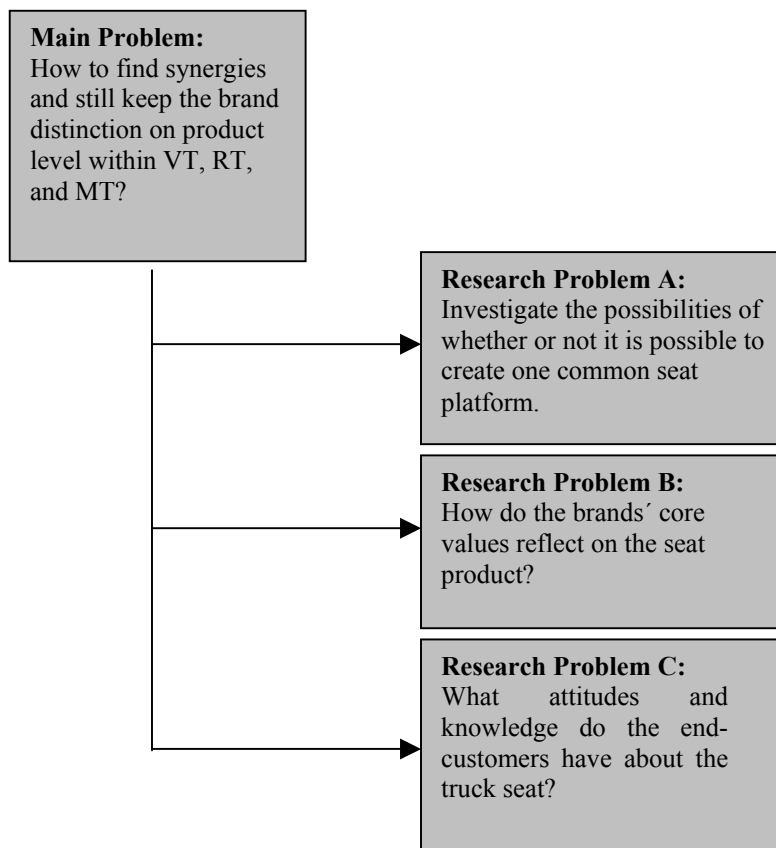 Main Problem:
How to find synergies
and still keep the brand
distinction on product
level within VT, RT,
and MT?
Research Problem A:
Investigate the possibilities of
whether or not it is possible to
create one common seat
platform.
Research Problem B:
How do the brands´ core
values reflect on the seat
product?
Research Problem C:
What attitudes and
knowledge do the end-
customers have about the
truck seat?